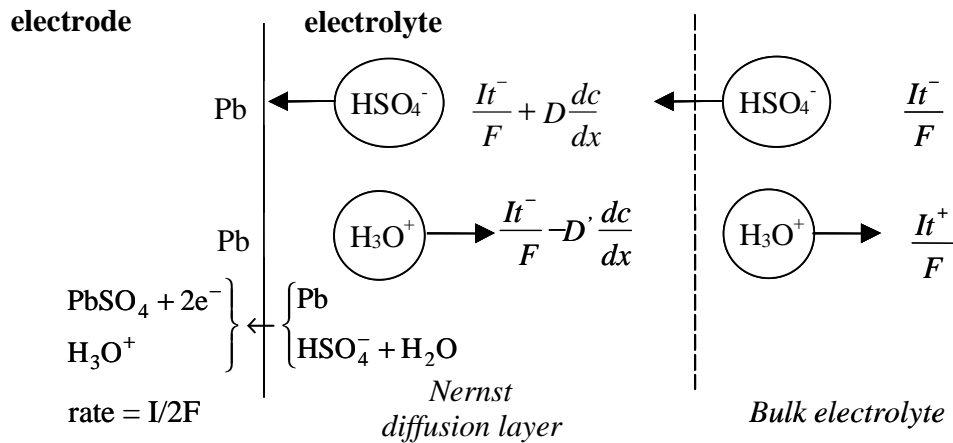 electrode electrolyte
Pb HSO₄⁻ It⁻/F + D dc/dx HSO₄⁻ It⁻/F
Pb H₃O⁺ It⁻/F − D' dc/dx H₃O⁺ It⁺/F
PbSO₄ + 2e⁻ } ← { Pb
H₃O⁺ HSO₄⁻ + H₂O
rate = I/2F Nernst
diffusion layer Bulk electrolyte